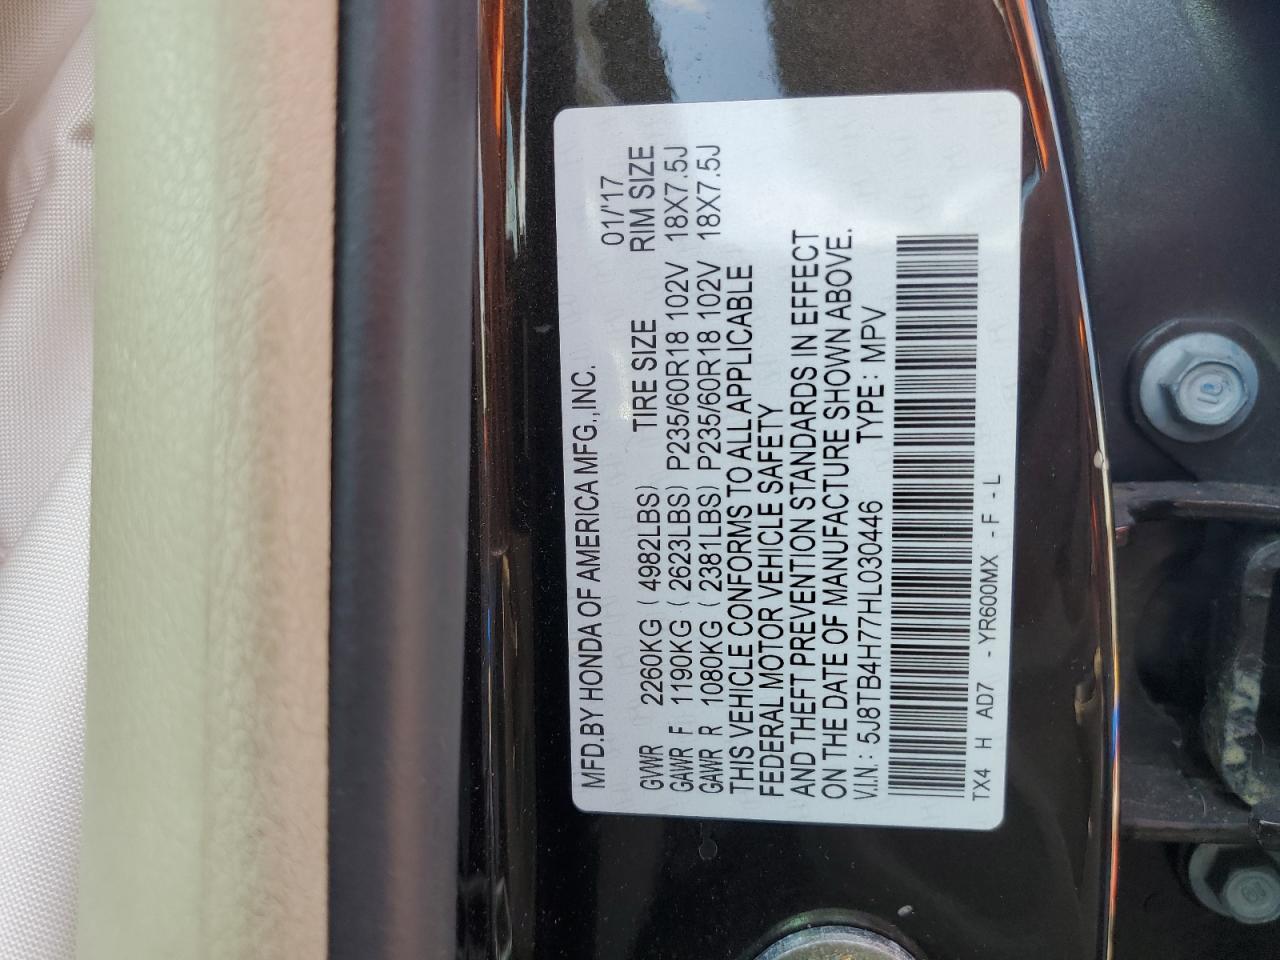 MFD.BY HONDA OF AMERICA MFG.,INC. 01/'17
TIRE SIZE RIM SIZE
GVWR 2260KG ( 4982LBS)
GAWR F 1190KG ( 2623LBS) P235/60R18 102V 18X7.5J
GAWR R 1080KG ( 2381LBS) P235/60R18 102V 18X7.5J
THIS VEHICLE CONFORMS TO ALL APPLICABLE
FEDERAL MOTOR VEHICLE SAFETY
AND THEFT PREVENTION STANDARDS IN EFFECT
ON THE DATE OF MANUFACTURE SHOWN ABOVE.
V.I.N.: 5J8TB4H77HL030446 TYPE: MPV
TX4 H AD7 - YR600MX - F - L